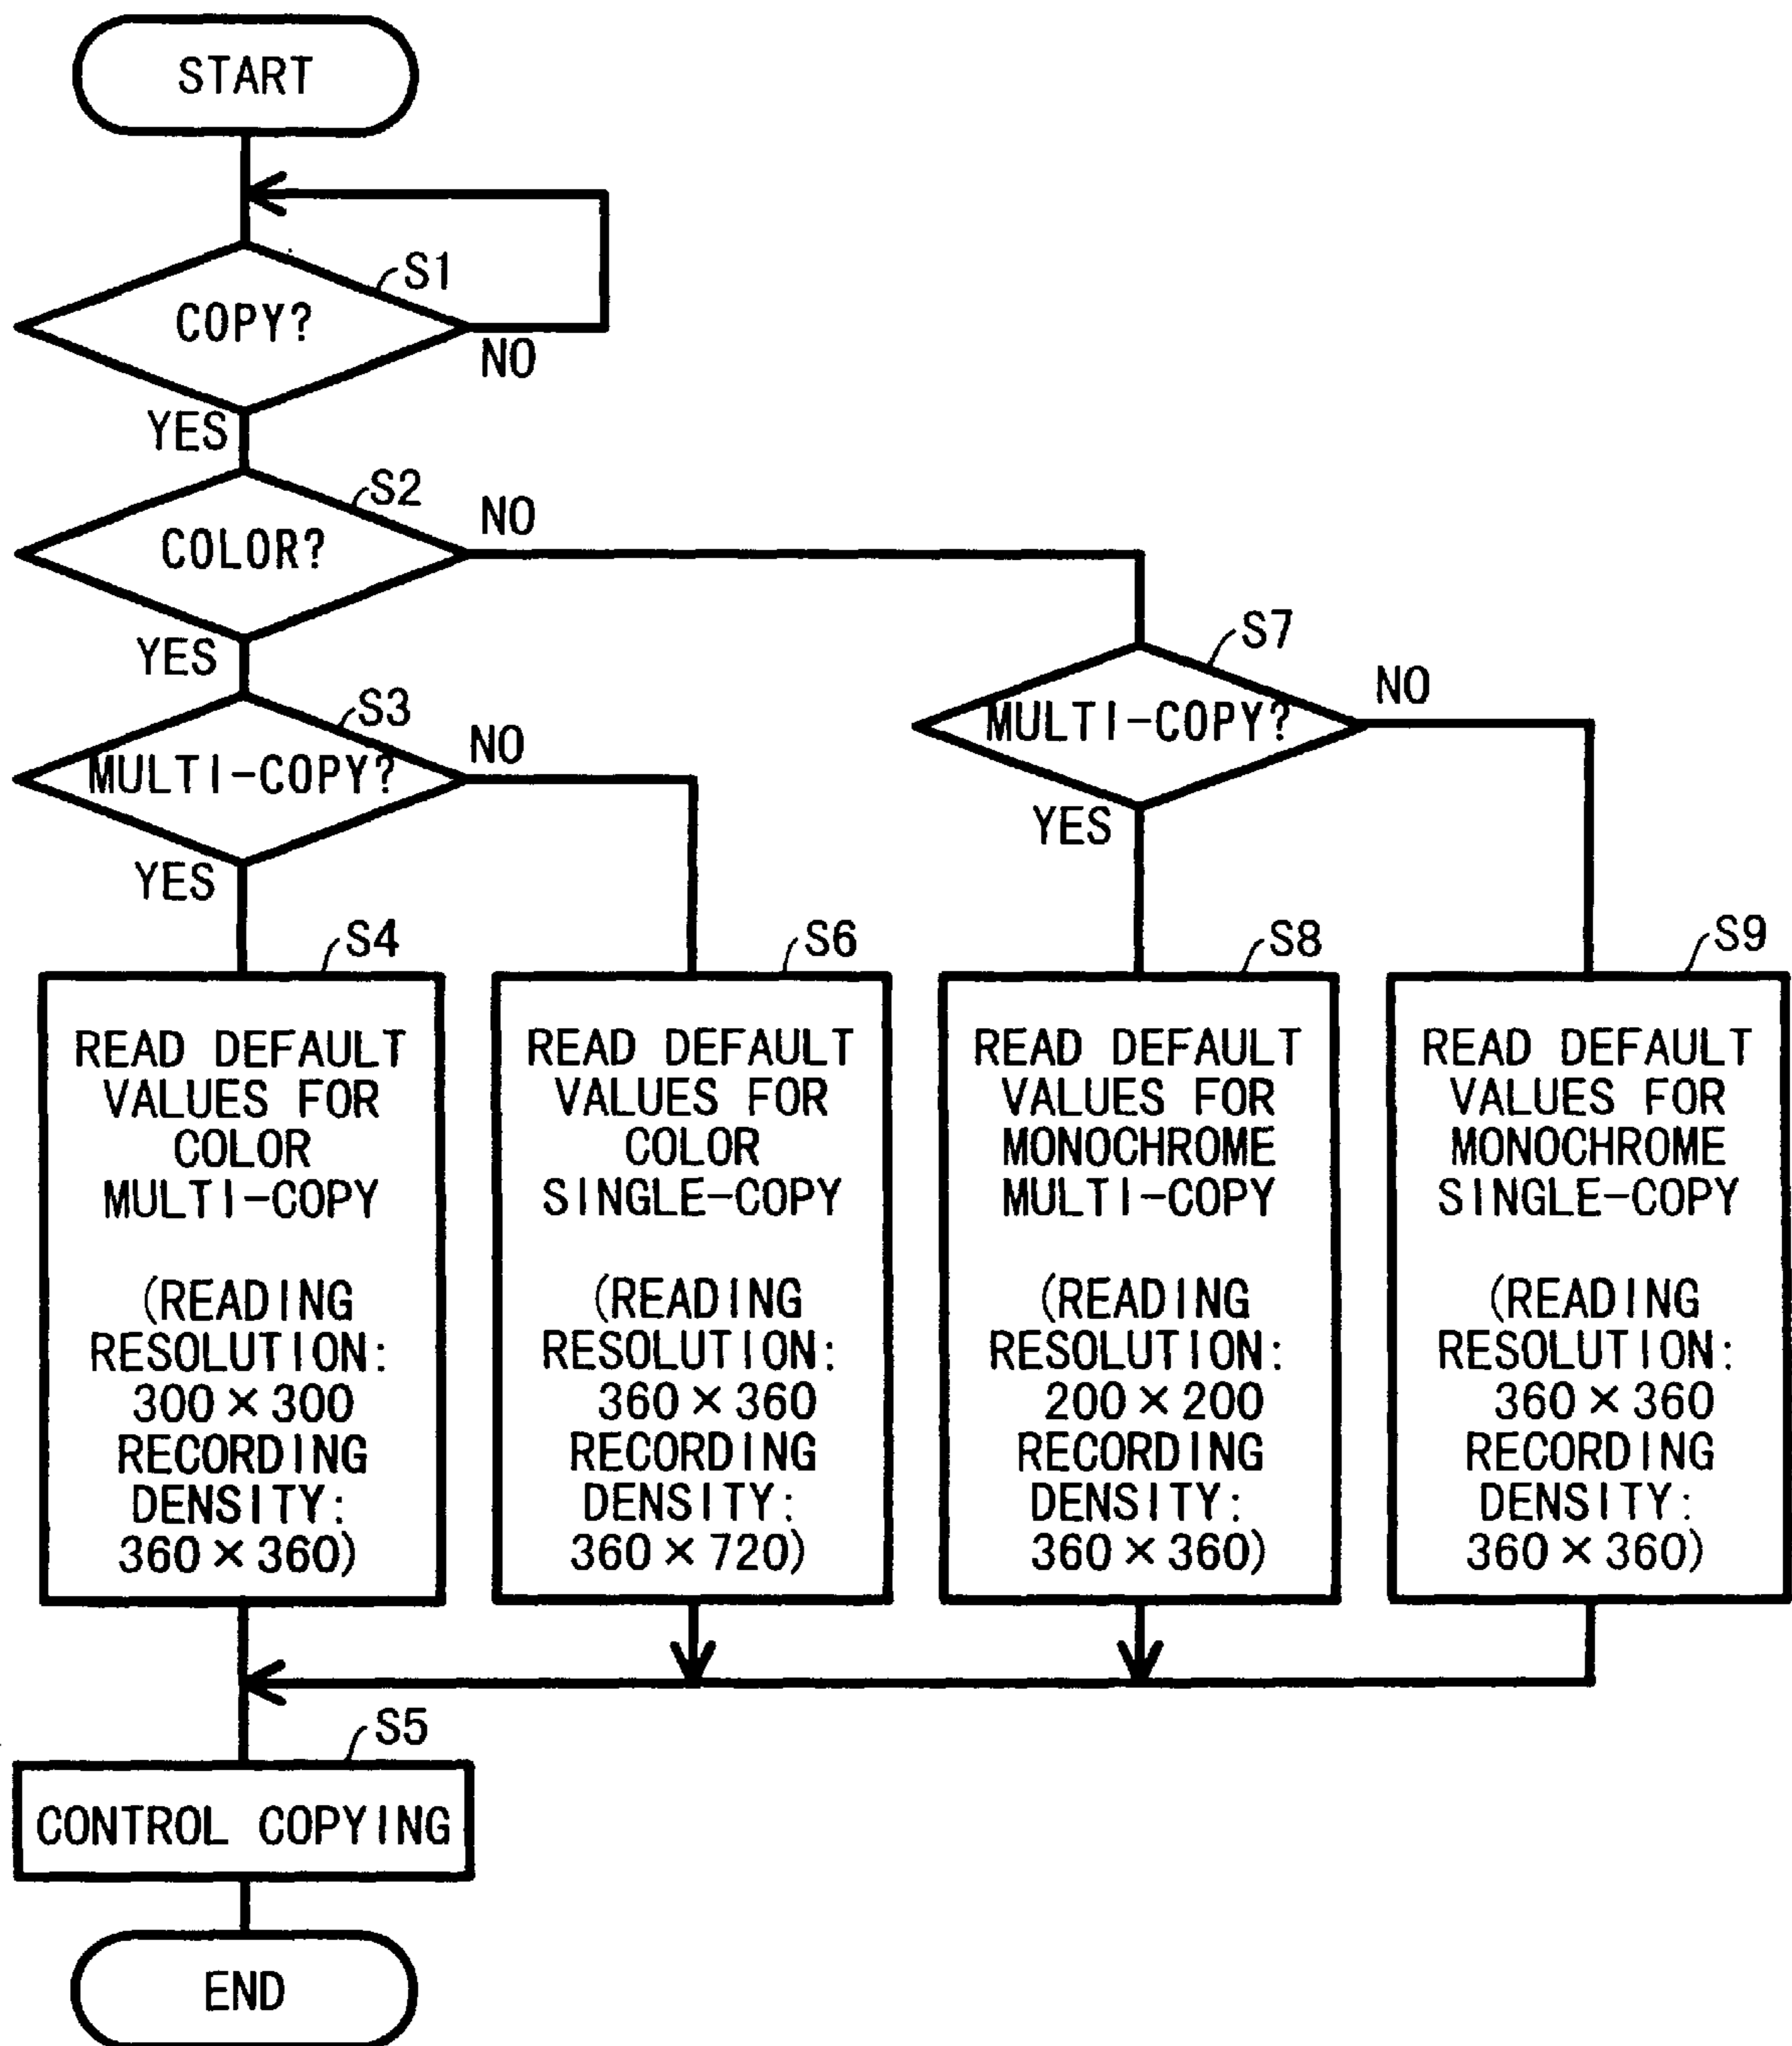 START
S1
COPY?
NO
YES
S2
NO
COLOR?
YES
S7
NO
MULTI-COPY?
YES
S3
NO
MULTI-COPY?
YES
S4
READ DEFAULT
VALUES FOR
COLOR
MULTI-COPY
(READING
RESOLUTION:
300×300
RECORDING
DENSITY:
360×360)
S6
READ DEFAULT
VALUES FOR
COLOR
SINGLE-COPY
(READING
RESOLUTION:
360×360
RECORDING
DENSITY:
360×720)
S8
READ DEFAULT
VALUES FOR
MONOCHROME
MULTI-COPY
(READING
RESOLUTION:
200×200
RECORDING
DENSITY:
360×360)
S9
READ DEFAULT
VALUES FOR
MONOCHROME
SINGLE-COPY
(READING
RESOLUTION:
360×360
RECORDING
DENSITY:
360×360)
S5
CONTROL COPYING
END